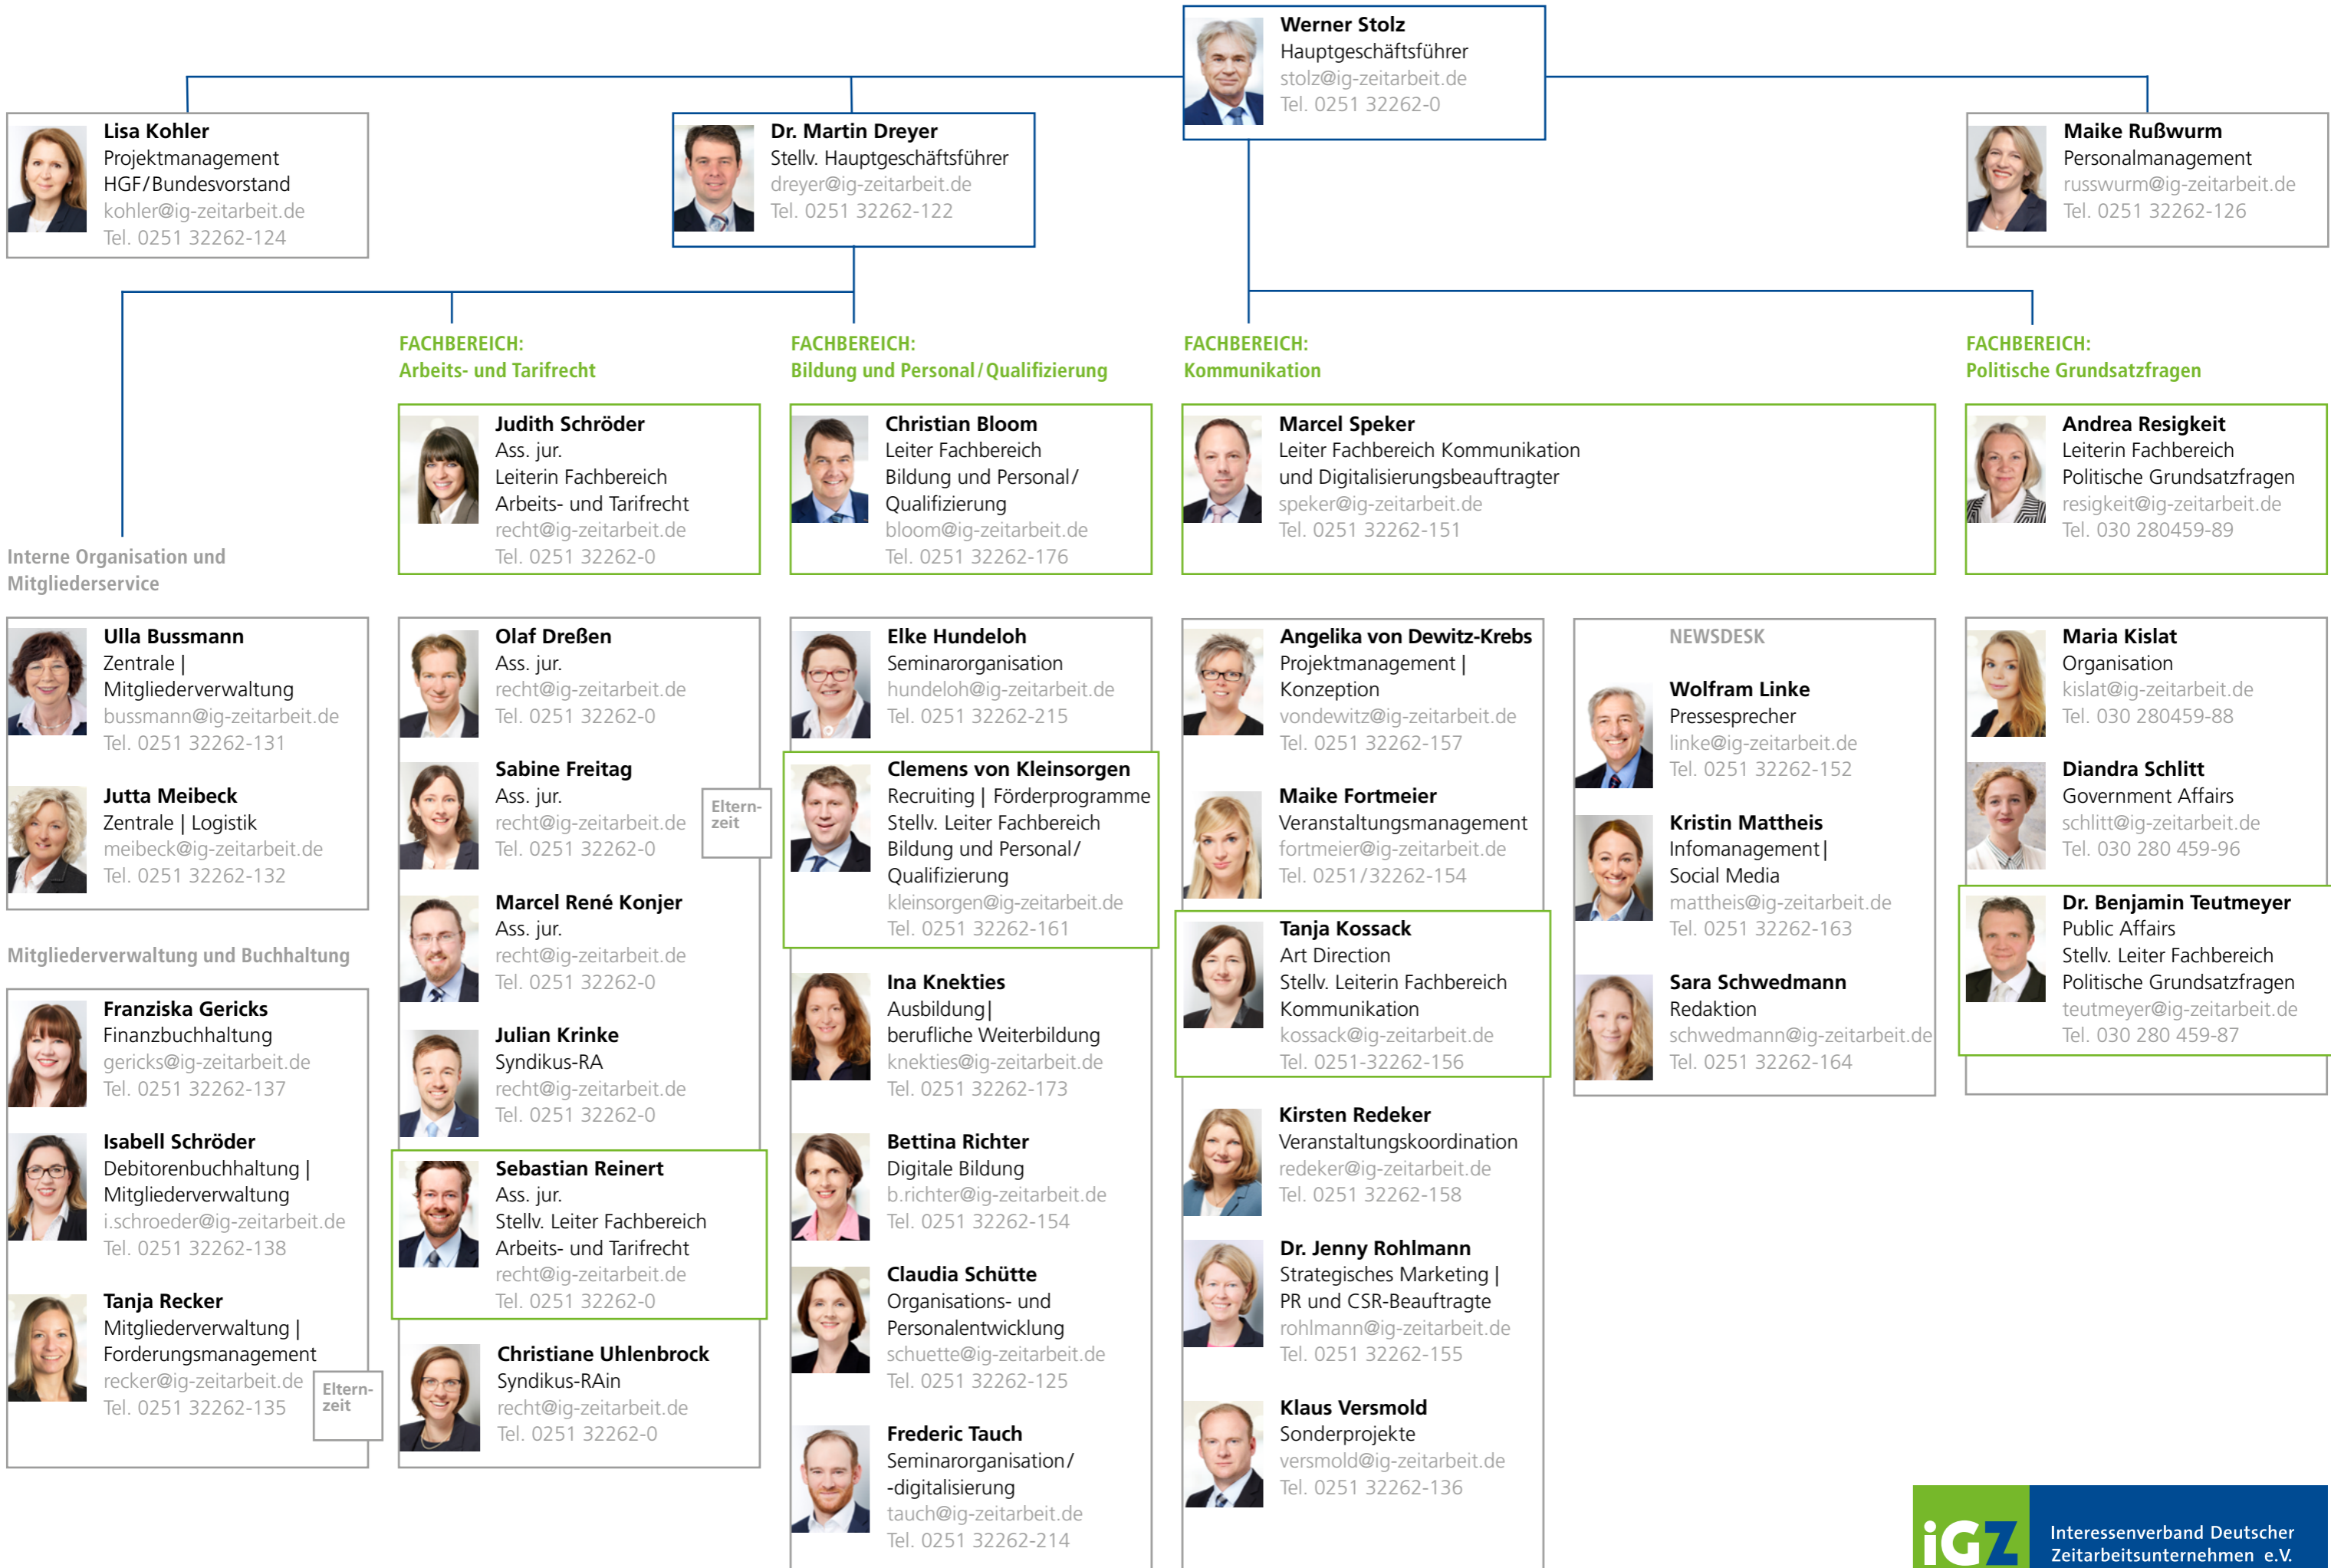 Werner Stolz
Hauptgeschäftsführer
stolz@ig-zeitarbeit.de
Tel. 0251 32262-0
Lisa Kohler
Projektmanagement
HGF/Bundesvorstand
kohler@ig-zeitarbeit.de
Tel. 0251 32262-124
Dr. Martin Dreyer
Stellv. Hauptgeschäftsführer
dreyer@ig-zeitarbeit.de
Tel. 0251 32262-122
Maike Rußwurm
Personalmanagement
russwurm@ig-zeitarbeit.de
Tel. 0251 32262-126
Interne Organisation und
Mitgliederservice
Ulla Bussmann
Zentrale |
Mitgliederverwaltung
bussmann@ig-zeitarbeit.de
Tel. 0251 32262-131
Jutta Meibeck
Zentrale | Logistik
meibeck@ig-zeitarbeit.de
Tel. 0251 32262-132
Mitgliederverwaltung und Buchhaltung
Franziska Gericks
Finanzbuchhaltung
gericks@ig-zeitarbeit.de
Tel. 0251 32262-137
Isabell Schröder
Debitorenbuchhaltung |
Mitgliederverwaltung
i.schroeder@ig-zeitarbeit.de
Tel. 0251 32262-138
Tanja Recker
Mitgliederverwaltung |
Forderungsmanagement
recker@ig-zeitarbeit.de
Tel. 0251 32262-135
Eltern-
zeit
FACHBEREICH:
Arbeits- und Tarifrecht
Judith Schröder
Ass. jur.
Leiterin Fachbereich
Arbeits- und Tarifrecht
recht@ig-zeitarbeit.de
Tel. 0251 32262-0
Olaf Dreßen
Ass. jur.
recht@ig-zeitarbeit.de
Tel. 0251 32262-0
Sabine Freitag
Ass. jur.
recht@ig-zeitarbeit.de
Tel. 0251 32262-0
Eltern-
zeit
Marcel René Konjer
Ass. jur.
recht@ig-zeitarbeit.de
Tel. 0251 32262-0
Julian Krinke
Syndikus-RA
recht@ig-zeitarbeit.de
Tel. 0251 32262-0
Sebastian Reinert
Ass. jur.
Stellv. Leiter Fachbereich
Arbeits- und Tarifrecht
recht@ig-zeitarbeit.de
Tel. 0251 32262-0
Christiane Uhlenbrock
Syndikus-RAin
recht@ig-zeitarbeit.de
Tel. 0251 32262-0
FACHBEREICH:
Bildung und Personal/Qualifizierung
Christian Bloom
Leiter Fachbereich
Bildung und Personal/
Qualifizierung
bloom@ig-zeitarbeit.de
Tel. 0251 32262-176
Elke Hundeloh
Seminarorganisation
hundeloh@ig-zeitarbeit.de
Tel. 0251 32262-215
Clemens von Kleinsorgen
Recruiting | Förderprogramme
Stellv. Leiter Fachbereich
Bildung und Personal/
Qualifizierung
kleinsorgen@ig-zeitarbeit.de
Tel. 0251 32262-161
Ina Knekties
Ausbildung|
berufliche Weiterbildung
knekties@ig-zeitarbeit.de
Tel. 0251 32262-173
Bettina Richter
Digitale Bildung
b.richter@ig-zeitarbeit.de
Tel. 0251 32262-154
Claudia Schütte
Organisations- und
Personalentwicklung
schuette@ig-zeitarbeit.de
Tel. 0251 32262-125
Frederic Tauch
Seminarorganisation/
-digitalisierung
tauch@ig-zeitarbeit.de
Tel. 0251 32262-214
FACHBEREICH:
Kommunikation
Marcel Speker
Leiter Fachbereich Kommunikation
und Digitalisierungsbeauftragter
speker@ig-zeitarbeit.de
Tel. 0251 32262-151
Angelika von Dewitz-Krebs
Projektmanagement |
Konzeption
vondewitz@ig-zeitarbeit.de
Tel. 0251 32262-157
Maike Fortmeier
Veranstaltungsmanagement
fortmeier@ig-zeitarbeit.de
Tel. 0251/32262-154
Tanja Kossack
Art Direction
Stellv. Leiterin Fachbereich
Kommunikation
kossack@ig-zeitarbeit.de
Tel. 0251-32262-156
Kirsten Redeker
Veranstaltungskoordination
redeker@ig-zeitarbeit.de
Tel. 0251 32262-158
Dr. Jenny Rohlmann
Strategisches Marketing |
PR und CSR-Beauftragte
rohlmann@ig-zeitarbeit.de
Tel. 0251 32262-155
Klaus Versmold
Sonderprojekte
versmold@ig-zeitarbeit.de
Tel. 0251 32262-136
NEWSDESK
Wolfram Linke
Pressesprecher
linke@ig-zeitarbeit.de
Tel. 0251 32262-152
Kristin Mattheis
Infomanagement|
Social Media
mattheis@ig-zeitarbeit.de
Tel. 0251 32262-163
Sara Schwedmann
Redaktion
schwedmann@ig-zeitarbeit.de
Tel. 0251 32262-164
FACHBEREICH:
Politische Grundsatzfragen
Andrea Resigkeit
Leiterin Fachbereich
Politische Grundsatzfragen
resigkeit@ig-zeitarbeit.de
Tel. 030 280459-89
Maria Kislat
Organisation
kislat@ig-zeitarbeit.de
Tel. 030 280459-88
Diandra Schlitt
Government Affairs
schlitt@ig-zeitarbeit.de
Tel. 030 280 459-96
Dr. Benjamin Teutmeyer
Public Affairs
Stellv. Leiter Fachbereich
Politische Grundsatzfragen
teutmeyer@ig-zeitarbeit.de
Tel. 030 280 459-87
iGZ
Interessenverband Deutscher
Zeitarbeitsunternehmen e.V.